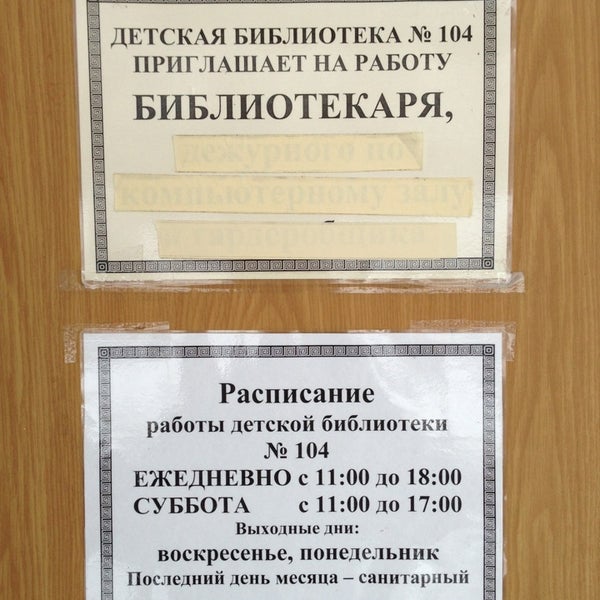 ДЕТСКАЯ БИБЛИОТЕКА № 104
ПРИГЛАШАЕТ НА РАБОТУ
БИБЛИОТЕКАРЯ,
дежурного по
компьютерному залу
и гардеробщика
Расписание
работы детской библиотеки
№ 104
ЕЖЕДНЕВНО с 11:00 до 18:00
СУББОТА с 11:00 до 17:00
Выходные дни:
воскресенье, понедельник
Последний день месяца – санитарный